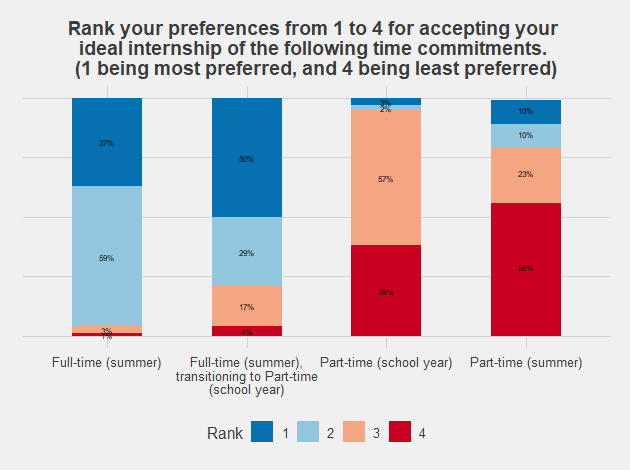 Rank your preferences from 1 to 4 for accepting your
ideal internship of the following time commitments.
(1 being most preferred, and 4 being least preferred)
37%
59%
3%
1%
50%
29%
17%
4%
3%
2%
57%
38%
10%
10%
23%
56%
Full-time (summer)
Full-time (summer),
transitioning to Part-time
(school year)
Part-time (school year)
Part-time (summer)
Rank 1 2 3 4